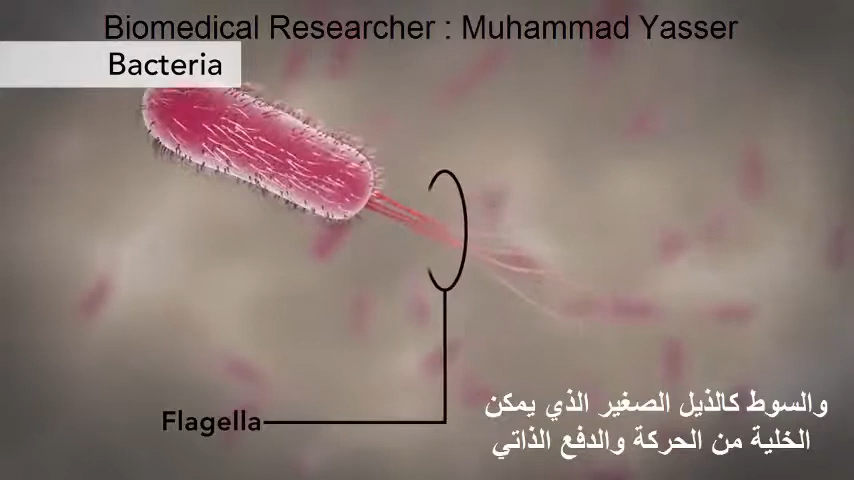 Biomedical Researcher : Muhammad Yasser
Bacteria
Flagella
والسوط كالذيل الصغير الذي يمكن
الخلية من الحركة والدفع الذاتي